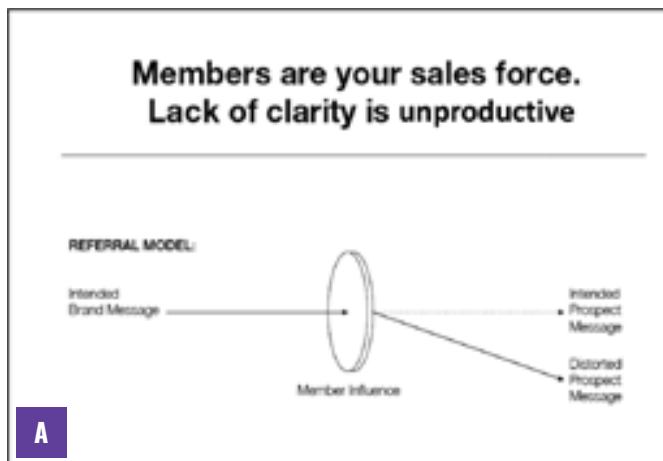 Members are your sales force.
Lack of clarity is unproductive
REFERRAL MODEL:
Intended
Brand Message
Member Influence
Intended
Prospect
Message
Distorted
Prospect
Message
A